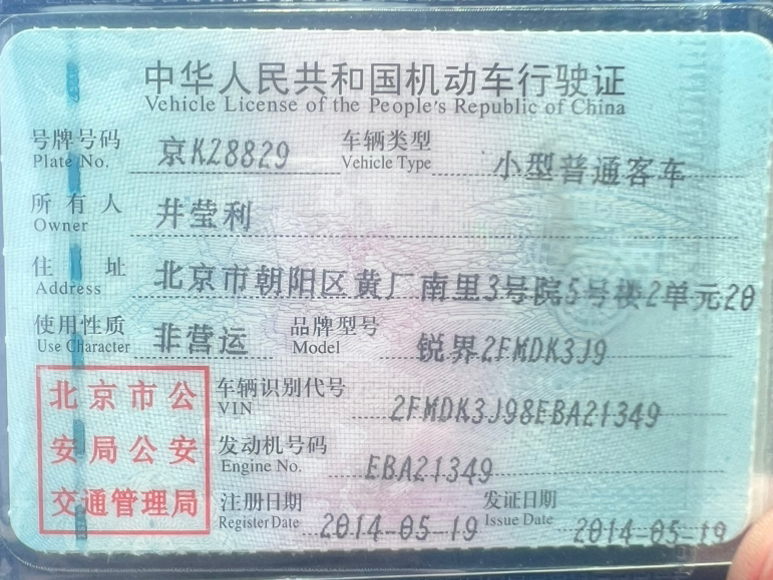 中华人民共和国机动车行驶证
Vehicle License of the People's Republic of China
号牌号码 京K28829 车辆类型 小型普通客车
Plate No. Vehicle Type
所有人 井莹利
Owner
住址 北京市朝阳区黄厂南里3号院5号楼2单元20
Address
使用性质 非营运 品牌型号 锐界2FMDK3J9
Use Character Model
北京市公安局公安交通管理局
车辆识别代号 2FMDK3J98EBA21349
VIN
发动机号码 EBA21349
Engine No.
注册日期 2014-05-19 发证日期 2014-05-19
Register Date Issue Date